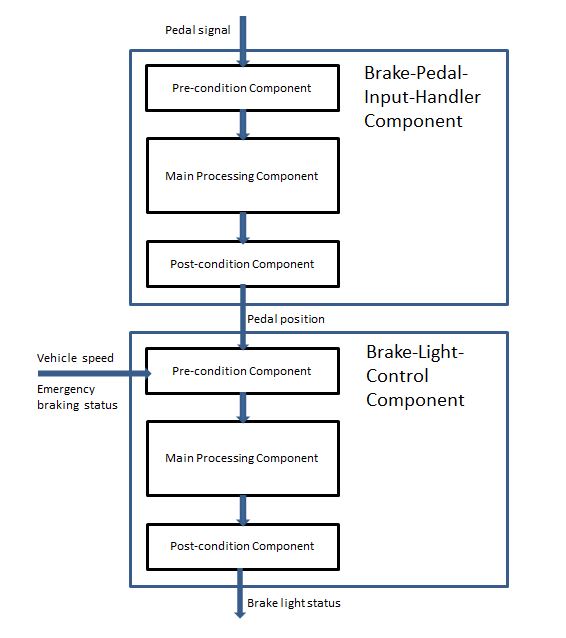 Pedal signal
Brake-Pedal-
Input-Handler
Component
Pre-condition Component
Main Processing Component
Post-condition Component
Pedal position
Vehicle speed
Emergency
braking status
Brake-Light-
Control
Component
Pre-condition Component
Main Processing Component
Post-condition Component
Brake light status